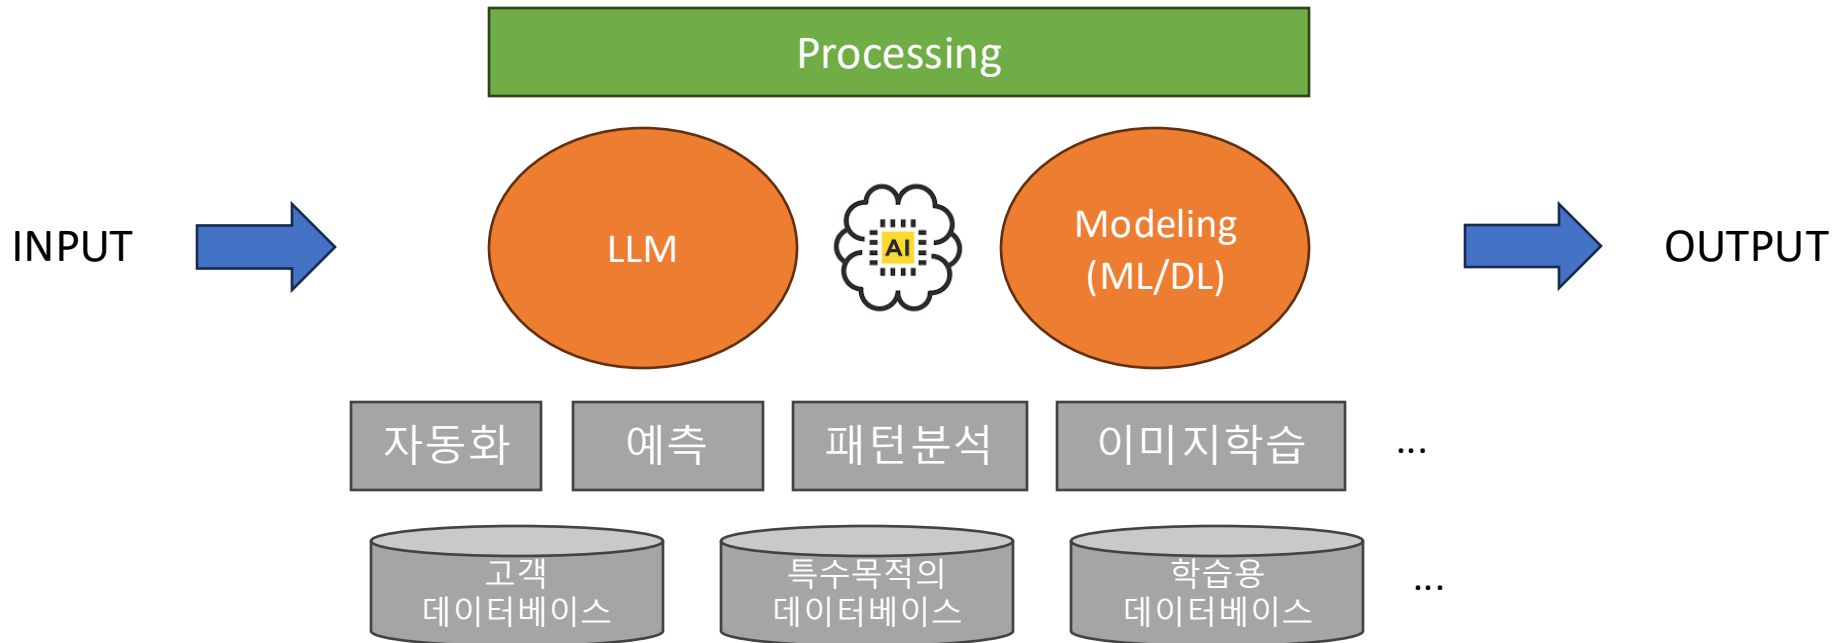 Processing
INPUT
LLM
AI
Modeling
(ML/DL)
OUTPUT
자동화
예측
패턴분석
이미지학습
...
고객
데이터베이스
특수목적의
데이터베이스
학습용
데이터베이스
...